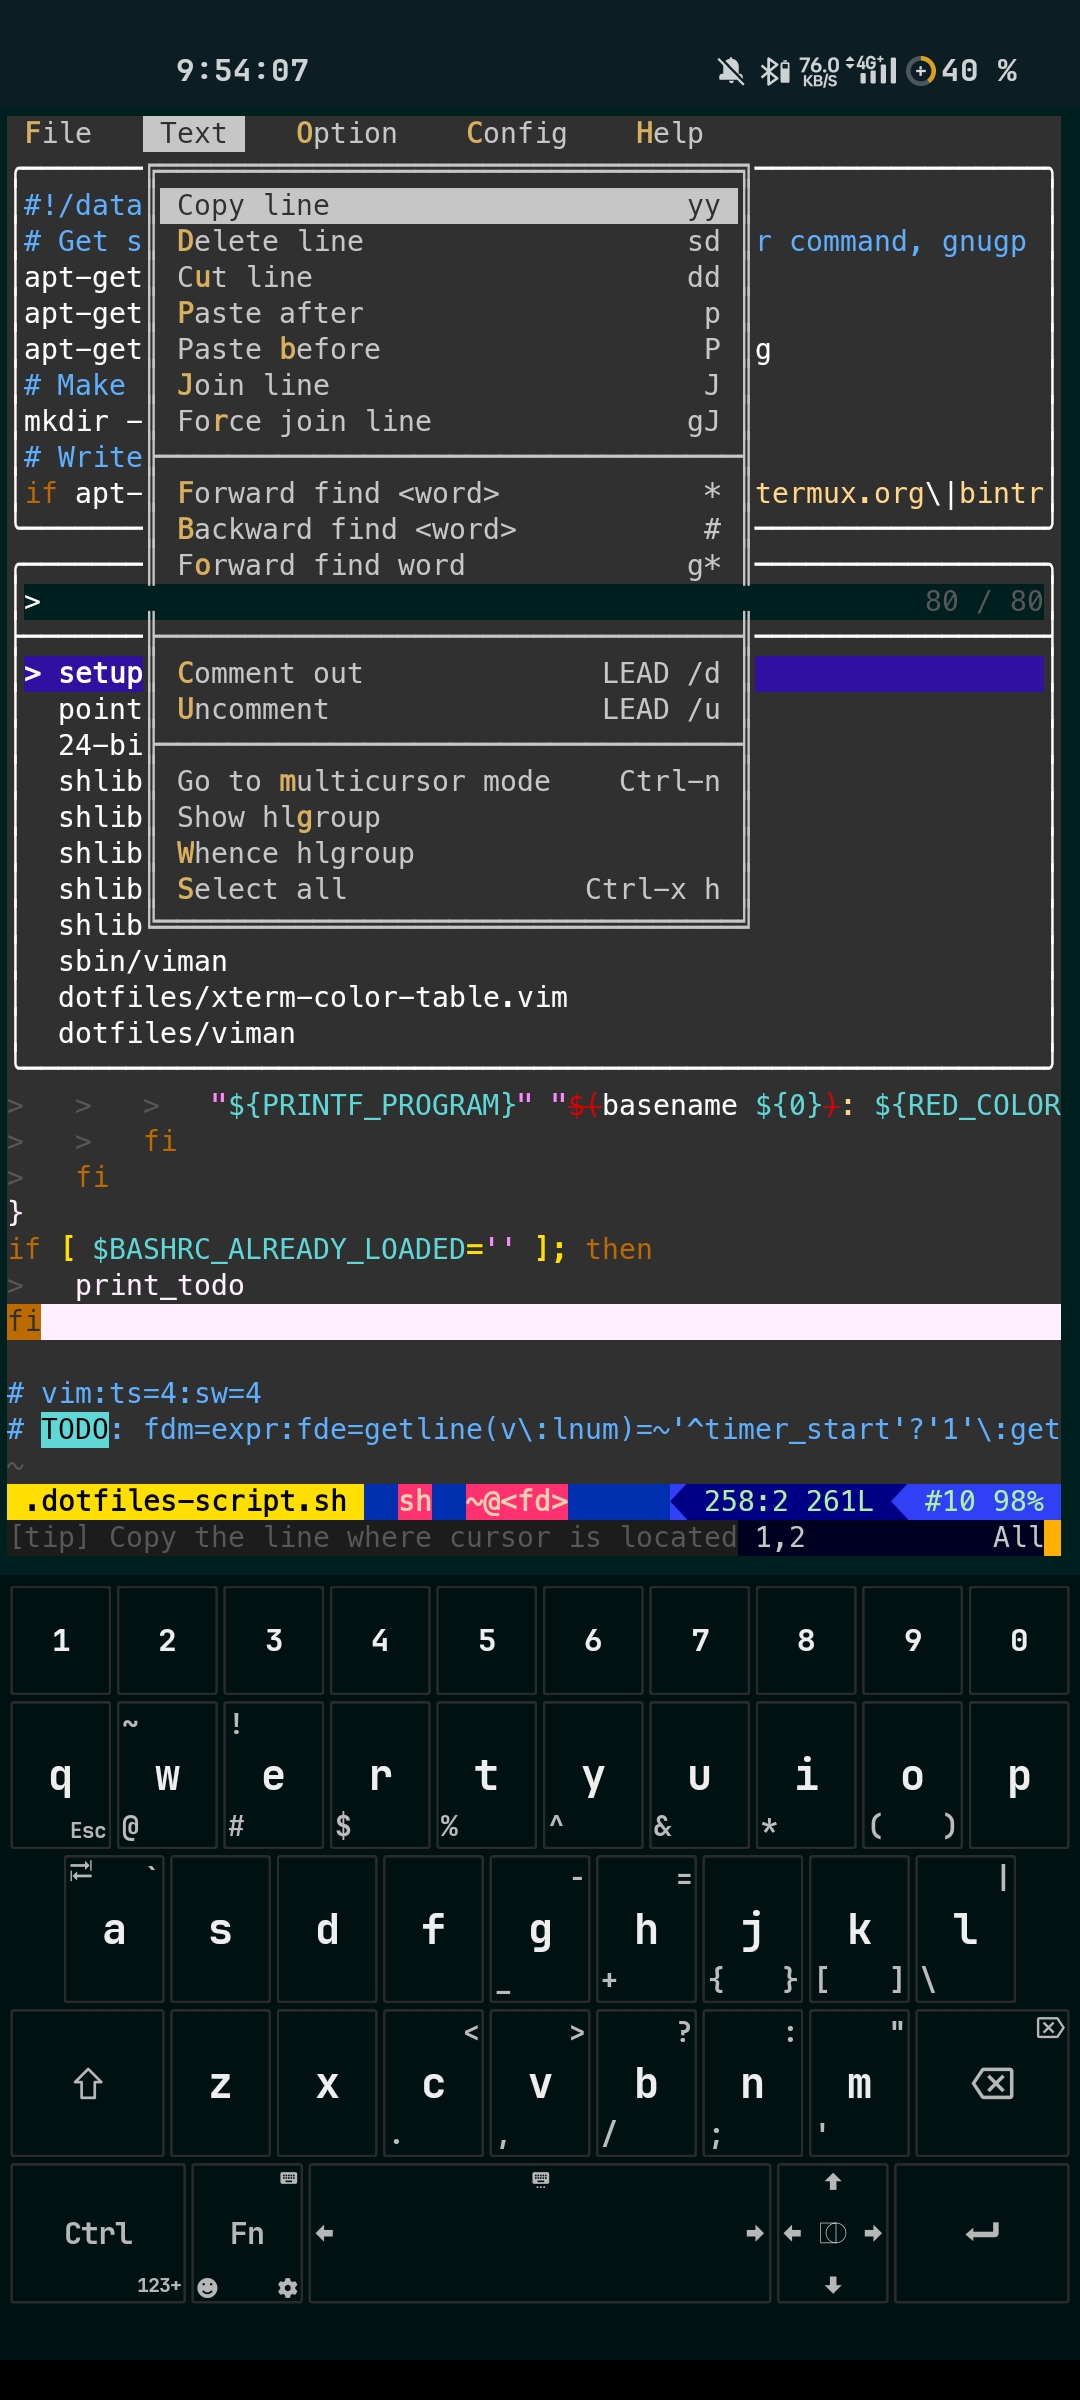 9:54:07 76.0 KB/S 4G+ 40 %
File Text Option Config Help
#!/data Copy line yy
# Get s Delete line sd r command, gnupg
apt-get Cut line dd
apt-get Paste after p
apt-get Paste before P g
# Make Join line J
mkdir - Force join line gJ
# Write
if apt- Forward find <word> * termux.org\|bintr
Backward find <word> #
Forward find word g*
> 80 / 80
> setup Comment out LEAD /d
point Uncomment LEAD /u
24-bi
shlib Go to multicursor mode Ctrl-n
shlib Show hlgroup
shlib Whence hlgroup
shlib Select all Ctrl-x h
shlib
sbin/viman
dotfiles/xterm-color-table.vim
dotfiles/viman
> > > "${PRINTF_PROGRAM}" "$(basename ${0}): ${RED_COLOR
> > fi
> fi
}
if [ $BASHRC_ALREADY_LOADED='' ]; then
> print_todo
fi
# vim:ts=4:sw=4
# TODO: fdm=expr:fde=getline(v\:lnum)=~'^timer_start'?'1'\:get
~
.dotfiles-script.sh sh ~@<fd> 258:2 261L #10 98%
[tip] Copy the line where cursor is located 1,2 All
1 2 3 4 5 6 7 8 9 0
~ !
q w e r t y u i o p
Esc @ # $ % ^ & * ( )
` - = |
a s d f g h j k l
_ + { } [ ] \
< > ? : "
z x c v b n m
. , / ; '
Ctrl Fn
123+